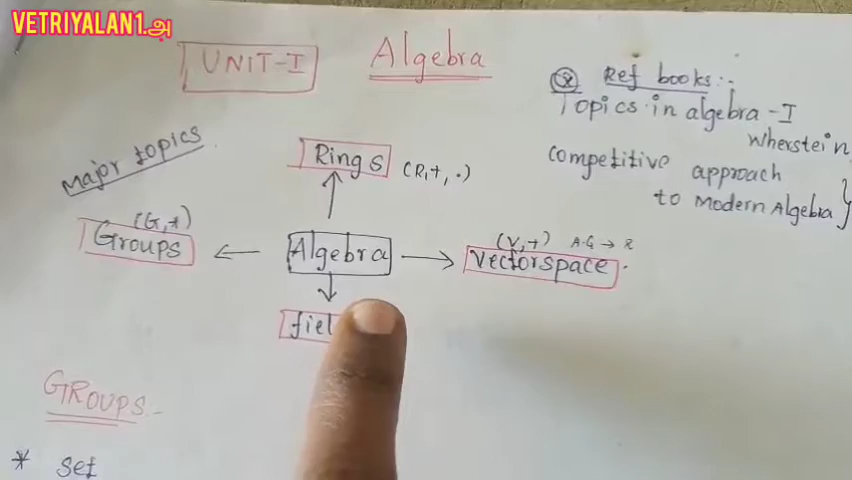 VETRIYALAN1.அ
UNIT-I
Algebra
Ref books:-
Topics in algebra - I
wherstein
competitive approach
to Modern Algebra
Major topics
Rings (R,+, .)
(G,*)
Groups
Algebra
(V,+) A.G → R
Vectorspace
fiel
GROUPS:-
* set